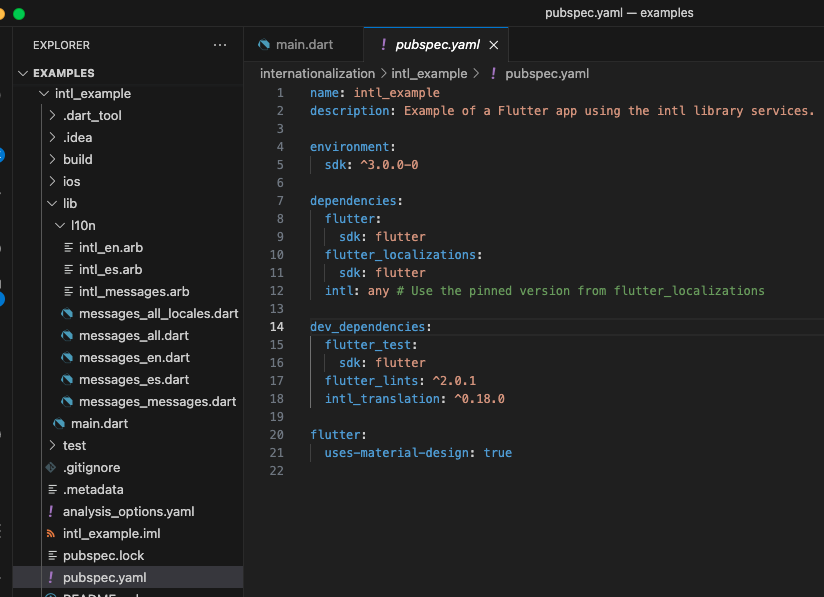 pubspec.yaml — examples
EXPLORER
EXAMPLES
intl_example
.dart_tool
.idea
build
ios
lib
l10n
intl_en.arb
intl_es.arb
intl_messages.arb
messages_all_locales.dart
messages_all.dart
messages_en.dart
messages_es.dart
messages_messages.dart
main.dart
test
.gitignore
.metadata
analysis_options.yaml
intl_example.iml
pubspec.lock
pubspec.yaml
main.dart
! pubspec.yaml
internationalization > intl_example > ! pubspec.yaml
1 name: intl_example
2 description: Example of a Flutter app using the intl library services.
3
4 environment:
5 sdk: ^3.0.0-0
6
7 dependencies:
8 flutter:
9 sdk: flutter
10 flutter_localizations:
11 sdk: flutter
12 intl: any # Use the pinned version from flutter_localizations
13
14 dev_dependencies:
15 flutter_test:
16 sdk: flutter
17 flutter_lints: ^2.0.1
18 intl_translation: ^0.18.0
19
20 flutter:
21 uses-material-design: true
22